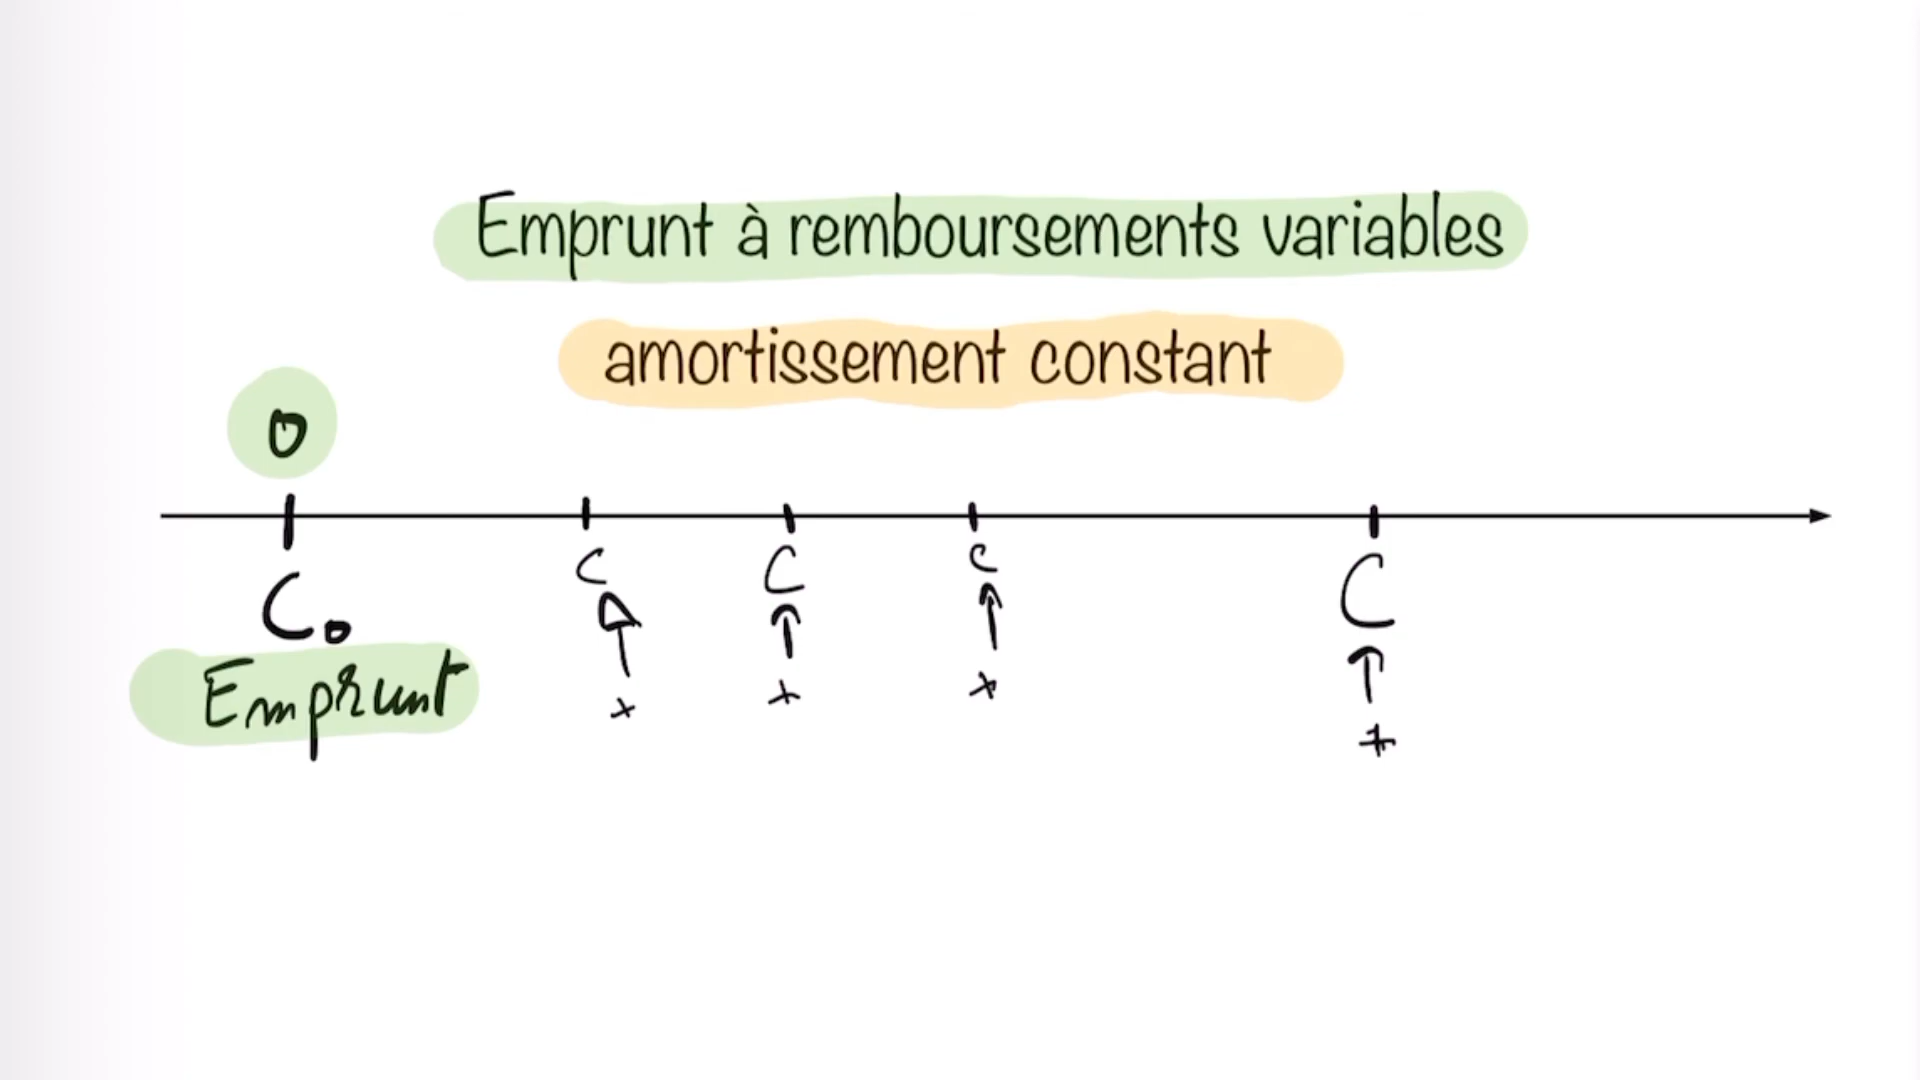 Emprunt à remboursements variables
amortissement constant
0
C C C C
C₀
Emprunt
+ + + +